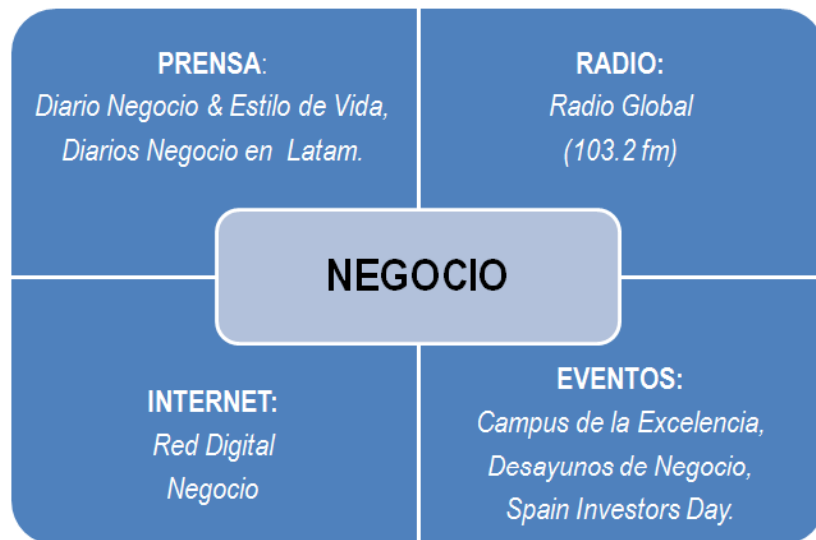 PRENSA:
Diario Negocio & Estilo de Vida,
Diarios Negocio en Latam.
RADIO:
Radio Global
(103.2 fm)
NEGOCIO
INTERNET:
Red Digital
Negocio
EVENTOS:
Campus de la Excelencia,
Desayunos de Negocio,
Spain Investors Day.